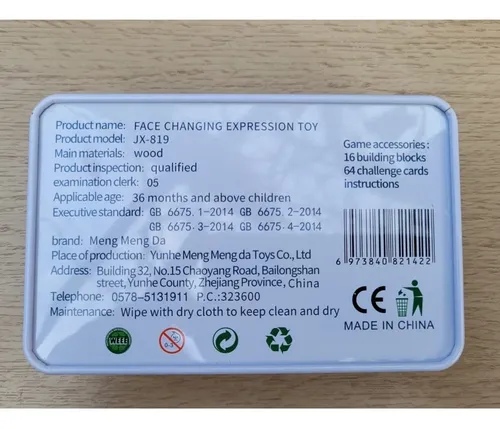 Product name: FACE CHANGING EXPRESSION TOY
Product model: JX-819
Main materials: wood
Product inspection: qualified
examination clerk: 05
Applicable age: 36 months and above children
Executive standard: GB 6675.1-2014 GB 6675.2-2014
GB 6675.3-2014 GB 6675.4-2014
brand: Meng Meng Da
Place of production: Yunhe Meng Meng da Toys Co., Ltd
Address: Building 32, No.15 Chaoyang Road, Bailongshan
street, Yunhe County, Zhejiang Province, China
Telephone: 0578-5131911 P.C.:323600
Maintenance: Wipe with dry cloth to keep clean and dry
Game accessories:
16 building blocks
64 challenge cards
instructions
6 973840 821422
CE
MADE IN CHINA
WEEE
0-3